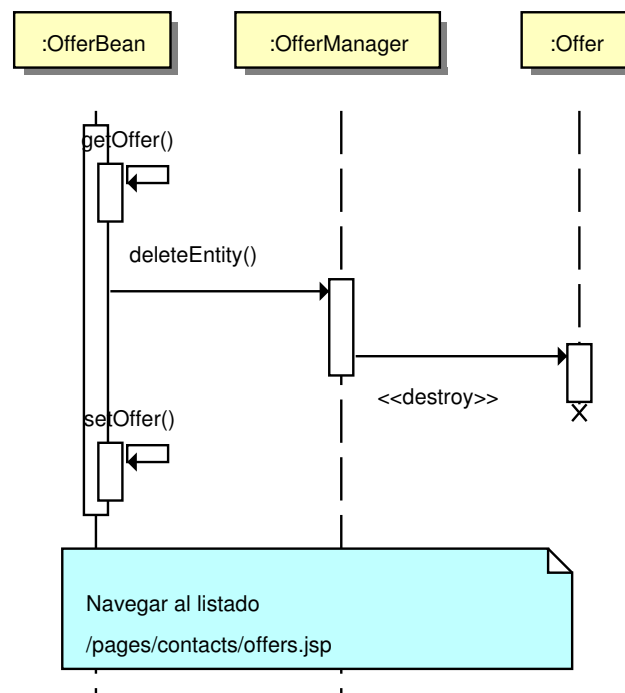 :OfferBean
:OfferManager
:Offer
getOffer()
deleteEntity()
<<destroy>>
setOffer()
Navegar al listado
/pages/contacts/offers.jsp